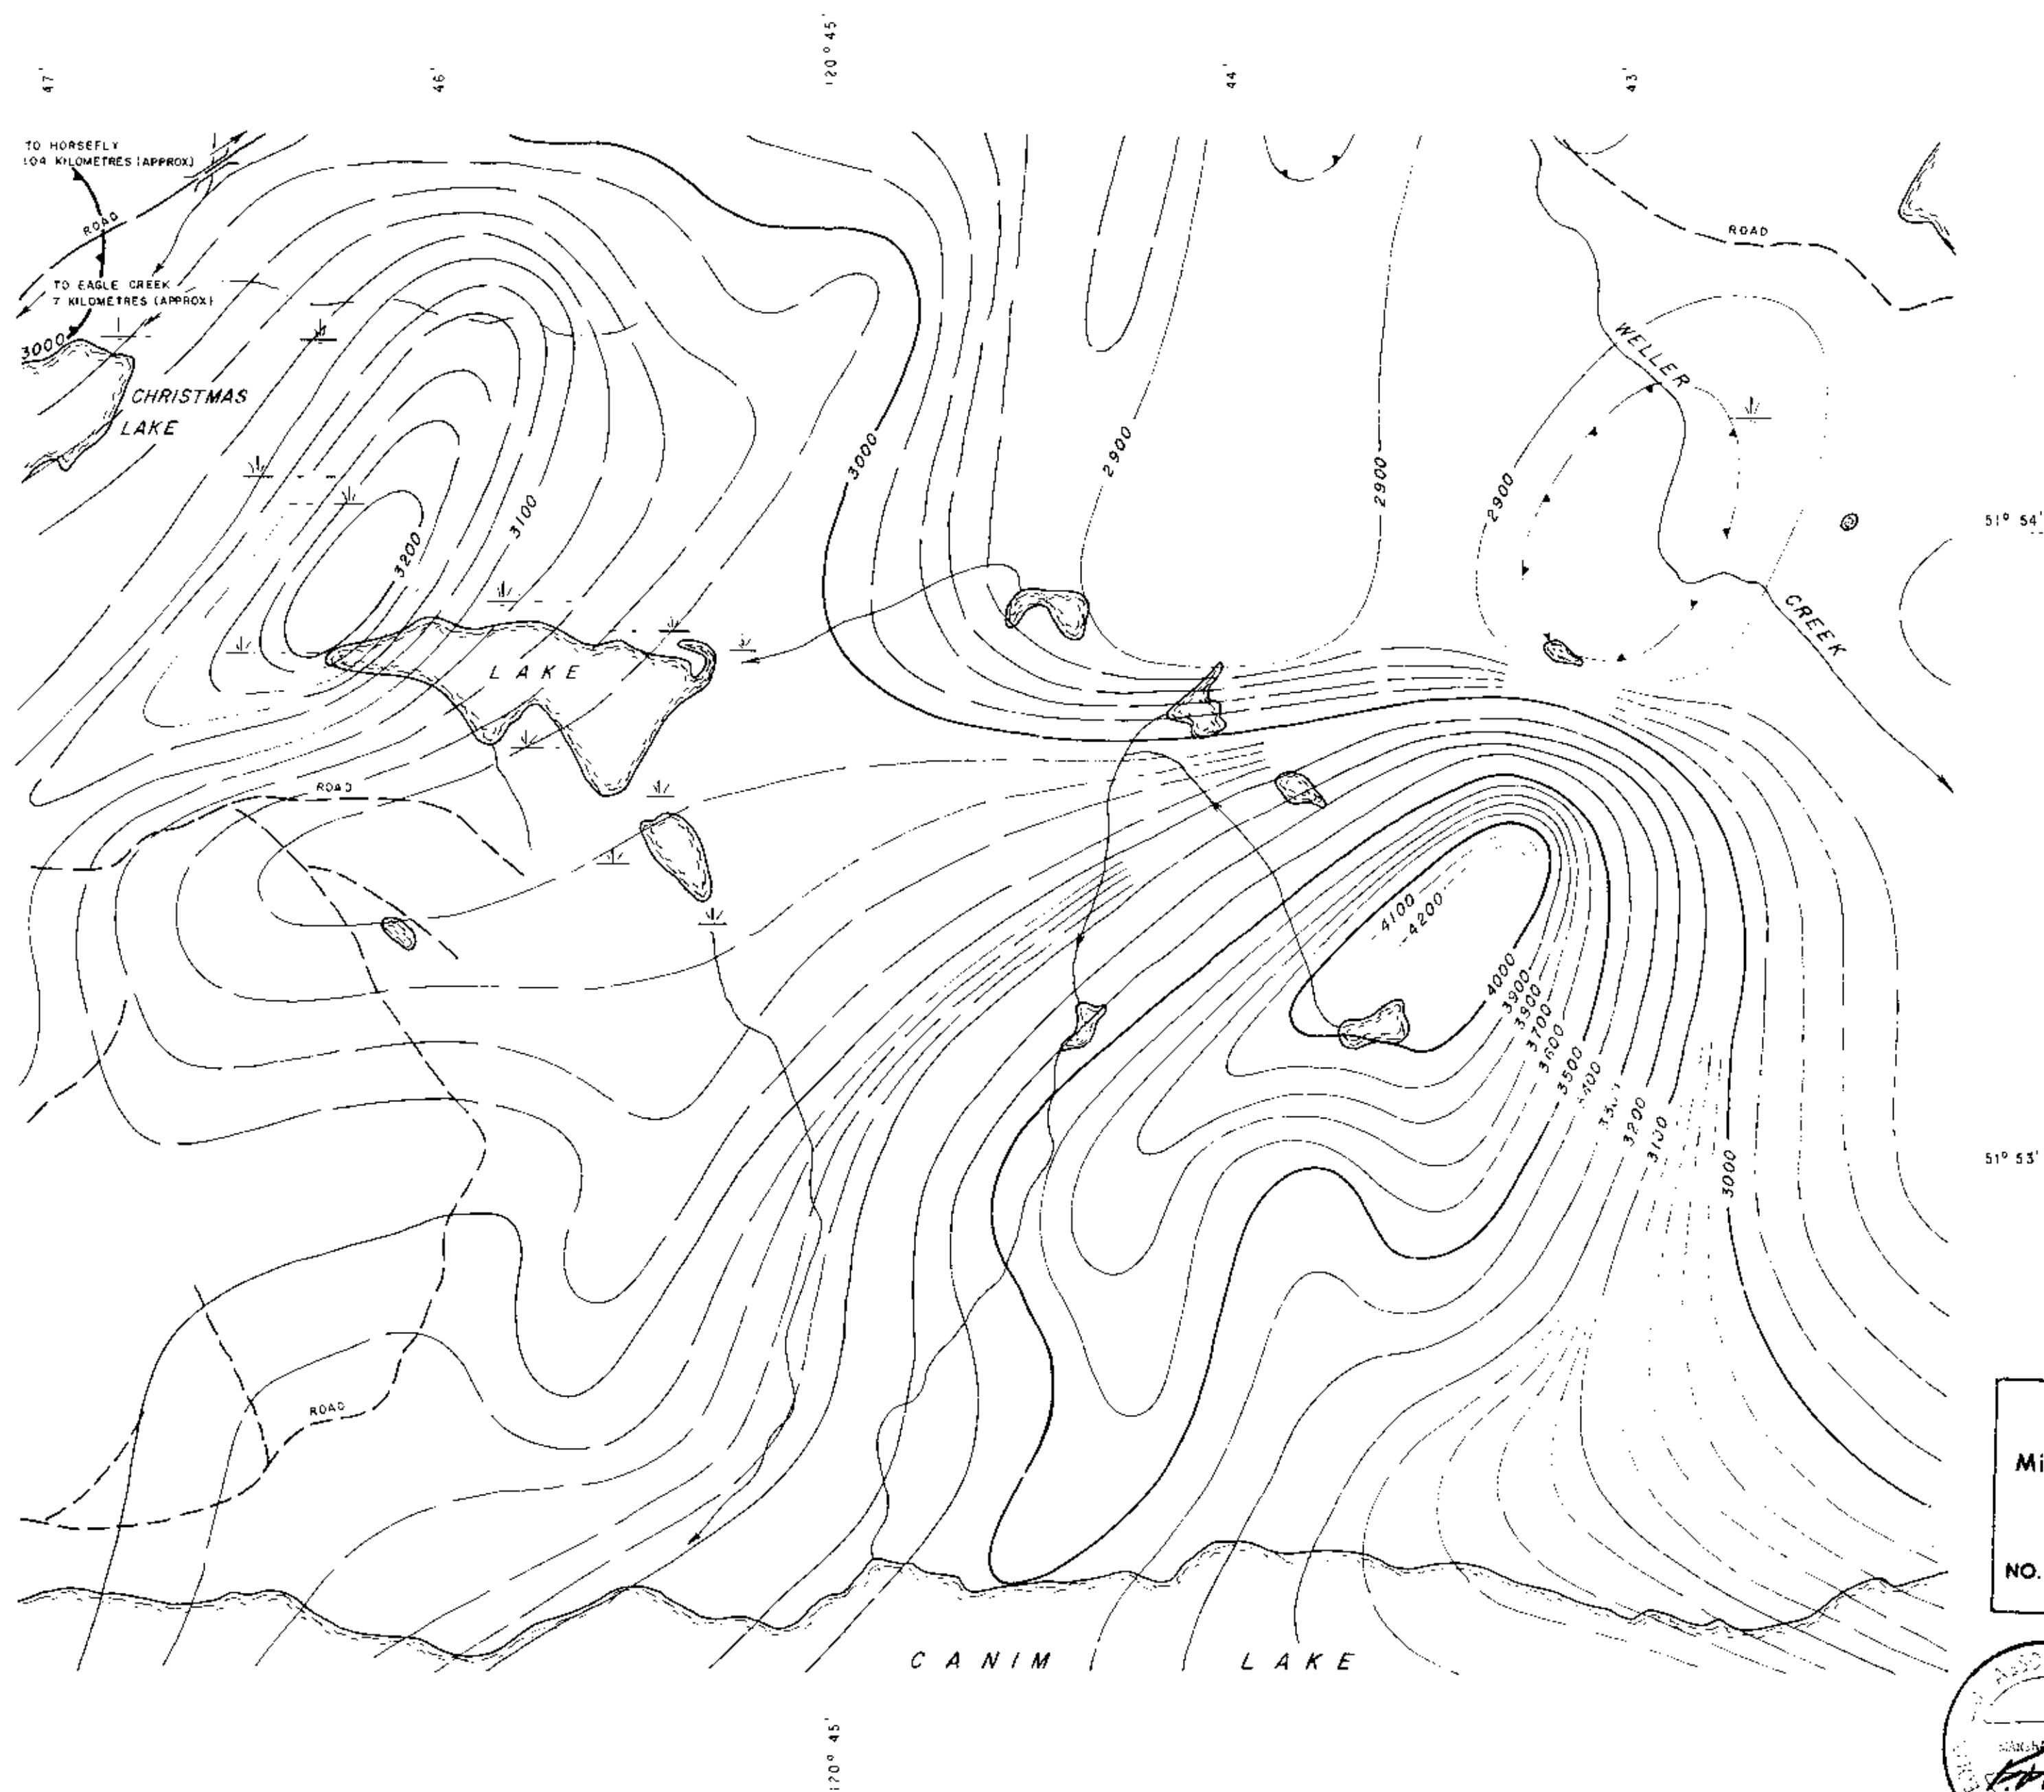 47'
46'
120° 45'
44'
43'
TO HORSEFLY
104 KILOMETRES (APPROX)
ROAD
ROAD
TO EAGLE CREEK
7 KILOMETRES (APPROX)
3000
CHRISTMAS
LAKE
WELLER
CREEK
3000
2900
2900
2900
3100
3200
51° 54'
LAKE
ROAD
4100
4200
4000
3900
3900
3700
3600
3500
3200
3100
3000
51° 53'
ROAD
Mi
NO.
CANIM LAKE
120° 45'